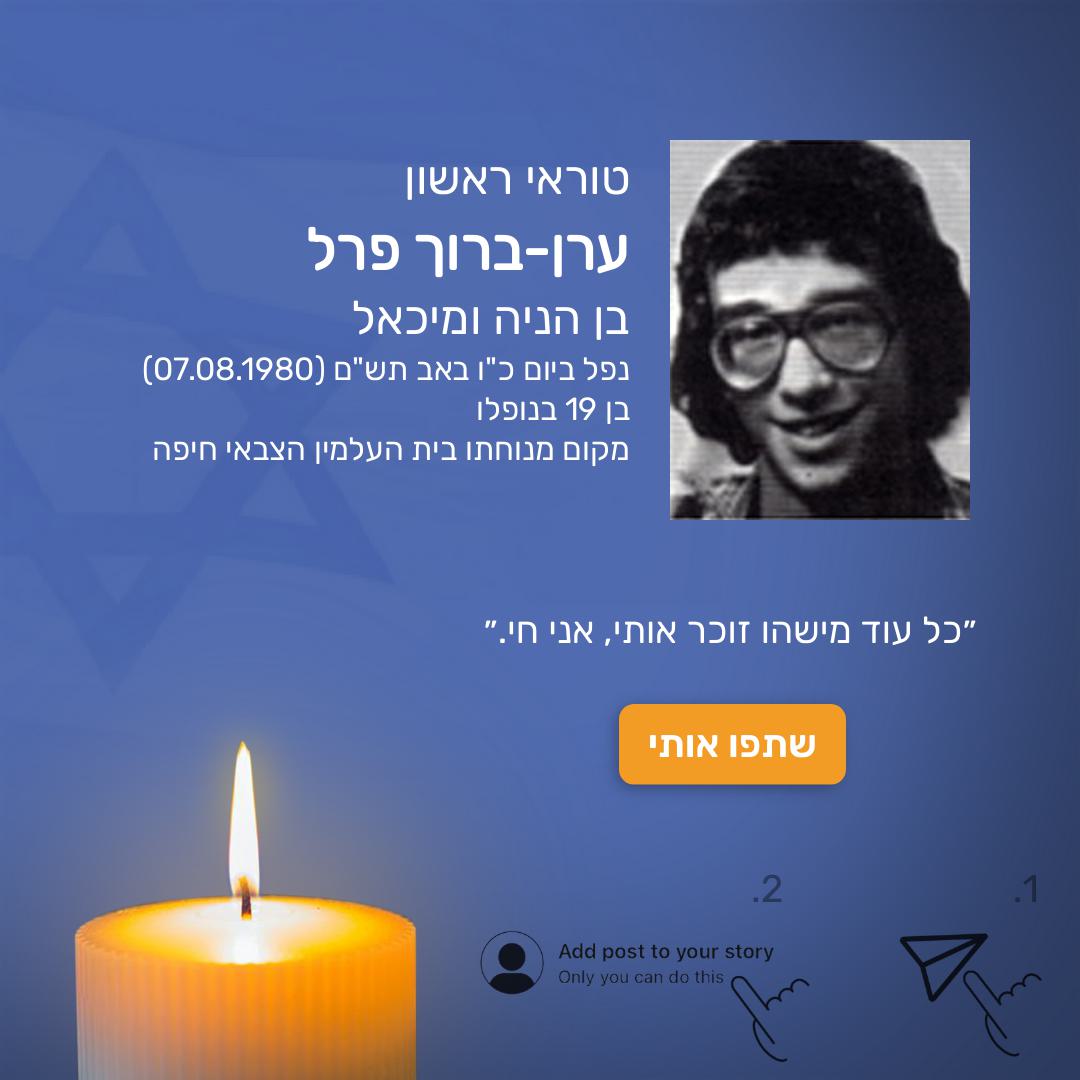 טוראי ראשון
ערן-ברוך פרל
בן הניה ומיכאל
נפל ביום כ"ו באב תש"ם (07.08.1980)
בן 19 בנופלו
מקום מנוחתו בית העלמין הצבאי חיפה
״כל עוד מישהו זוכר אותי, אני חי.״
שתפו אותי
.1
.2
Add post to your story
Only you can do this